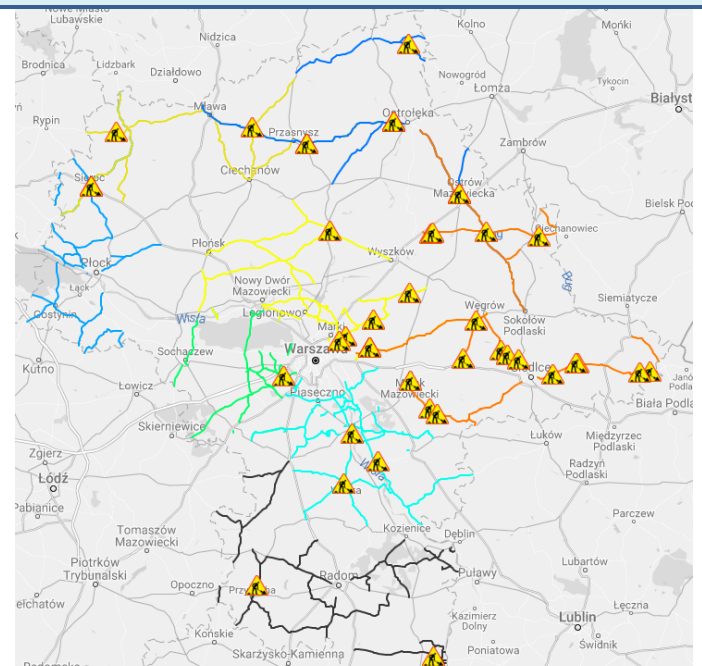 Nowe Miasto
Lubawskie
Kolno
Mońki
Nidzica
Brodnica
Lidzbark
Działdowo
Nowogród
Łomża
Tykocin
Białyst
Mława
Rypin
Przasnysz
Ostrołęka
Zambrów
Ciechanów
Ostrów
Mazowiecka
Bielsk Pod
Ciechanowiec
Płońsk
Wyszków
Płock
Łąck
Nowy Dwór
Mazowiecki
Bug
Siemiatycze
Gostynin
Wisła
Legionowo
Węgrów
Sokołów
Podlaski
Marki
Sochaczew
Warszawa
Kutno
Łowicz
Piaseczno
Mazowiecki
Biała Podla
Skierniewice
Łuków
Międzyrzec
Podlaski
Zgierz
Radzyń
Podlaski
Łódź
Pabianice
Kozienice
Dęblin
Parczew
Tomaszów
Mazowiecki
Piotrków
Trybunalski
Radom
Puławy
Lubartów
Opoczno
ełchatów
Kazimierz
Dolny
Lublin
Łęczna
Końskie
Świdnik
Skarżysko-Kamienna
Poniatowa